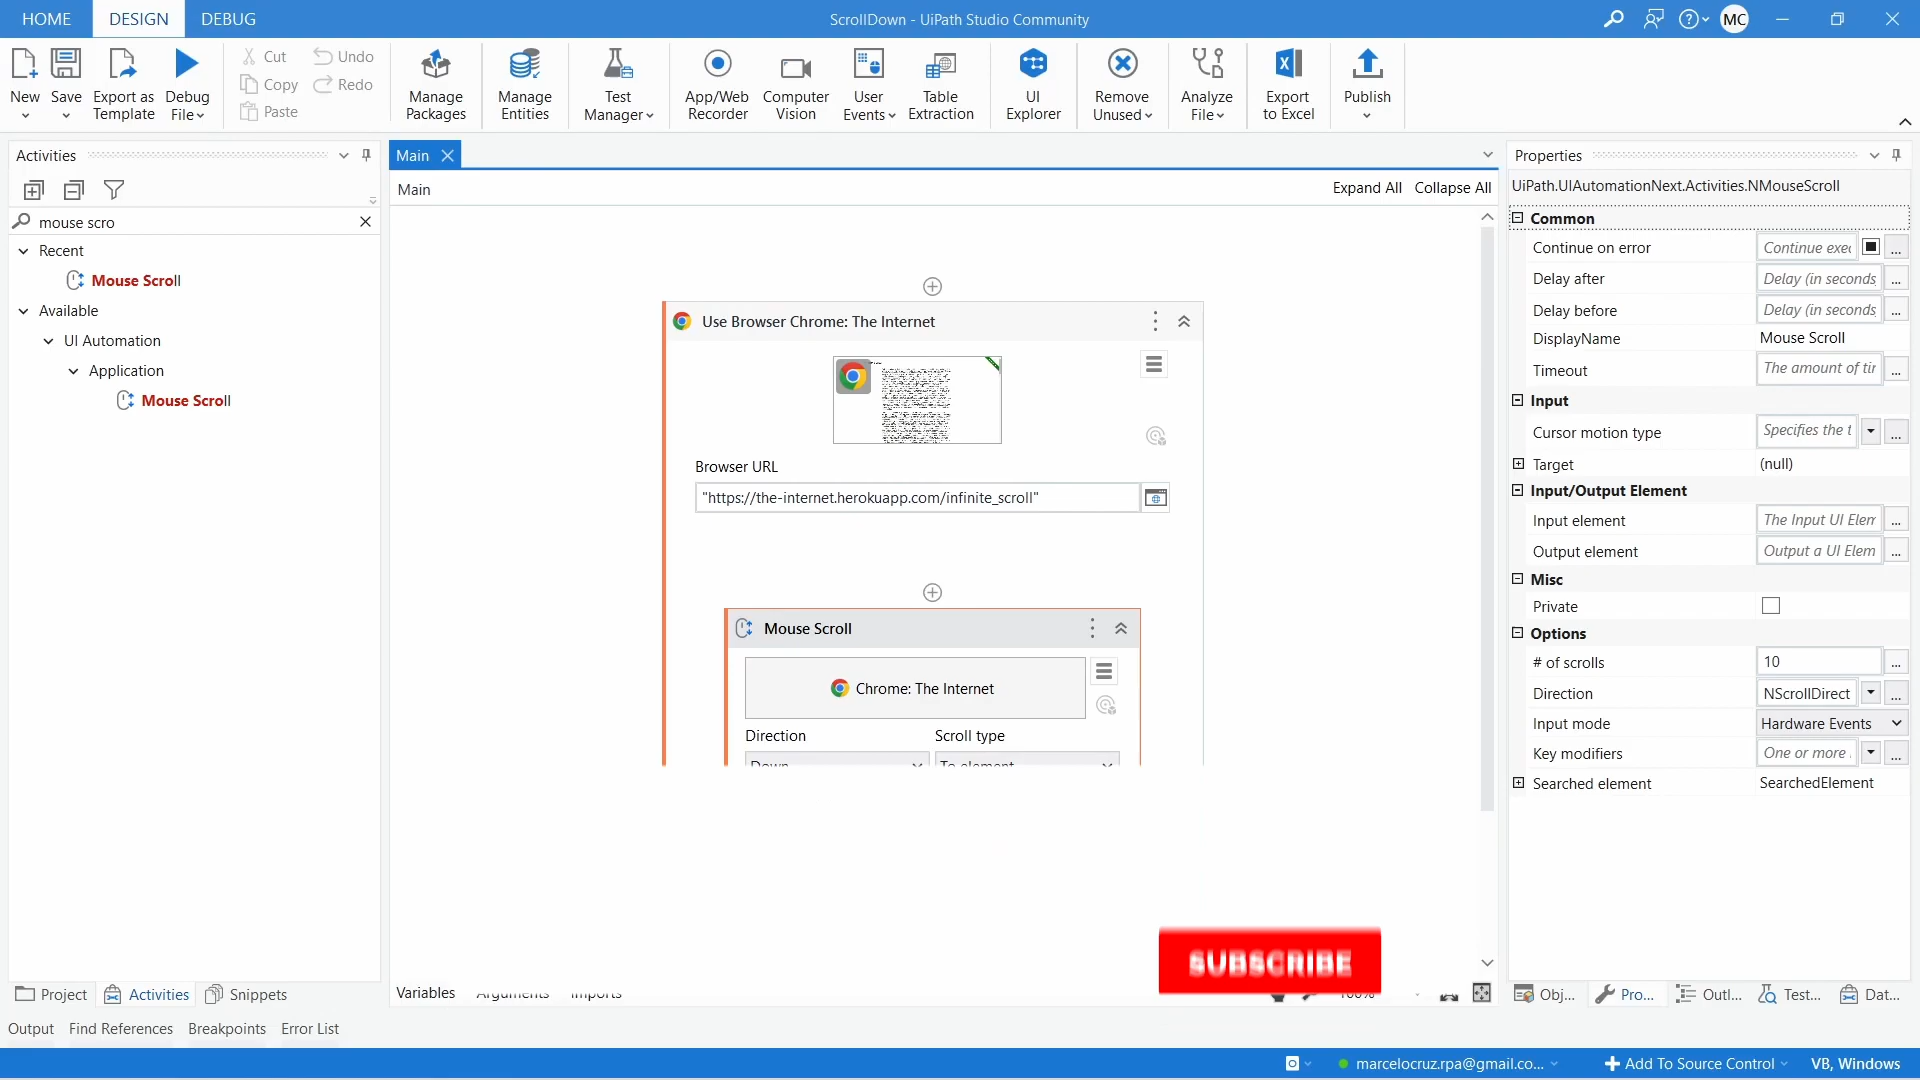 HOME
DESIGN
DEBUG
ScrollDown - UiPath Studio Community
MC
New
Save
Export as
Template
Debug
File
Cut
Copy
Paste
Undo
Redo
Manage
Packages
Manage
Entities
Test
Manager
App/Web
Recorder
Computer
Vision
User
Events
Table
Extraction
UI
Explorer
Remove
Unused
Analyze
File
Export
to Excel
Publish
Activities
mouse scro
Recent
Mouse Scroll
Available
UI Automation
Application
Mouse Scroll
Main
Main
Expand All
Collapse All
Use Browser Chrome: The Internet
Browser URL
"https://the-internet.herokuapp.com/infinite_scroll"
Mouse Scroll
Chrome: The Internet
Direction
Scroll type
Down
To element
SUBSCRIBE
Variables
Arguments
Imports
100%
Properties
UiPath.UIAutomationNext.Activities.NMouseScroll
Common
Continue on error
Continue exec
...
Delay after
Delay (in seconds
...
Delay before
Delay (in seconds
...
DisplayName
Mouse Scroll
Timeout
The amount of tir
...
Input
Cursor motion type
Specifies the t
...
Target
(null)
Input/Output Element
Input element
The Input UI Elem
...
Output element
Output a UI Elem
...
Misc
Private
Options
# of scrolls
10
...
Direction
NScrollDirect
...
Input mode
Hardware Events
Key modifiers
One or more
...
Searched element
SearchedElement
Project
Activities
Snippets
Obj...
Pro...
Outl...
Test...
Dat...
Output
Find References
Breakpoints
Error List
marcelocruz.rpa@gmail.co...
Add To Source Control
VB, Windows